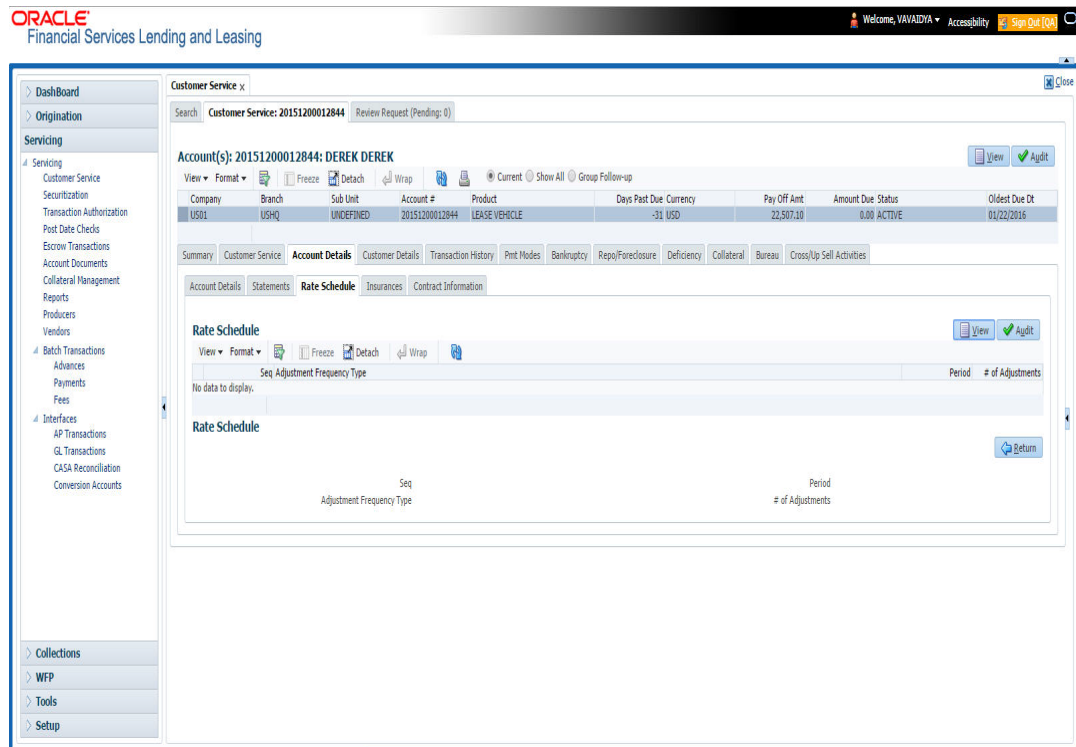 ORACLE'
Financial Services Lending and Leasing
Welcome, VAVAIDYA Accessibility Sign Out [QA]
Close
DashBoard
Origination
Servicing
Servicing
Customer Service
Securitization
Transaction Authorization
Post Date Checks
Escrow Transactions
Account Documents
Collateral Management
Reports
Producers
Vendors
Batch Transactions
Advances
Payments
Fees
Interfaces
AP Transactions
GL Transactions
CASA Reconciliation
Conversion Accounts
Collections
WFP
Tools
Setup
Customer Service x
Search Customer Service: 20151200012844 Review Request (Pending: 0)
Account(s): 20151200012844: DEREK DEREK
View Audit
View Format Freeze Detach Wrap Current Show All Group Follow-up
Company Branch Sub Unit Account # Product Days Past Due Currency Pay Off Amt Amount Due Status Oldest Due Dt
US01 USHQ UNDEFINED 20151200012844 LEASE VEHICLE -31 USD 22,507.10 0.00 ACTIVE 01/22/2016
Summary Customer Service Account Details Customer Details Transaction History Pmt Modes Bankruptcy Repo/Foreclosure Deficiency Collateral Bureau Cross/Up Sell Activities
Account Details Statements Rate Schedule Insurances Contract Information
Rate Schedule
View Audit
View Format Freeze Detach Wrap
Seq Adjustment Frequency Type Period # of Adjustments
No data to display.
Rate Schedule
Return
Seq Period
Adjustment Frequency Type # of Adjustments